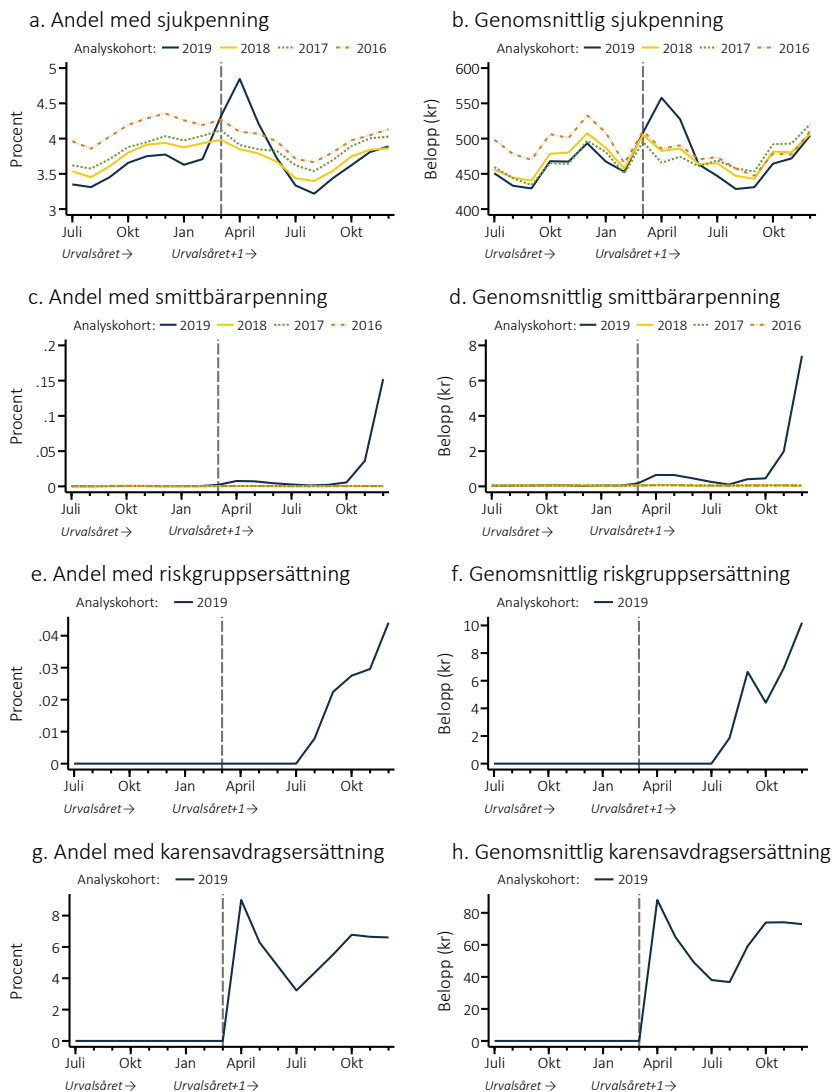 a. Andel med sjukpenning
Analyskohort: 2019 2018 2017 2016
5
4.5
4
3.5
3
Procent
Juli Okt Jan April Juli Okt
Urvalsåret→ Urvalsåret+1→
b. Genomsnittlig sjukpenning
Analyskohort: 2019 2018 2017 2016
600
550
500
450
400
Belopp (kr)
Juli Okt Jan April Juli Okt
Urvalsåret→ Urvalsåret+1→
c. Andel med smittbärarpenning
Analyskohort: 2019 2018 2017 2016
.2
.15
.1
.05
0
Procent
Juli Okt Jan April Juli Okt
Urvalsåret→ Urvalsåret+1→
d. Genomsnittlig smittbärarpenning
Analyskohort: 2019 2018 2017 2016
8
6
4
2
0
Belopp (kr)
Juli Okt Jan April Juli Okt
Urvalsåret→ Urvalsåret+1→
e. Andel med riskgruppsersättning
Analyskohort: 2019
.04
.03
.02
.01
0
Procent
Juli Okt Jan April Juli Okt
Urvalsåret→ Urvalsåret+1→
f. Genomsnittlig riskgruppsersättning
Analyskohort: 2019
10
8
6
4
2
0
Belopp (kr)
Juli Okt Jan April Juli Okt
Urvalsåret→ Urvalsåret+1→
g. Andel med karensavdragsersättning
Analyskohort: 2019
8
6
4
2
0
Procent
Juli Okt Jan April Juli Okt
Urvalsåret→ Urvalsåret+1→
h. Genomsnittlig karensavdragsersättning
Analyskohort: 2019
80
60
40
20
0
Belopp (kr)
Juli Okt Jan April Juli Okt
Urvalsåret→ Urvalsåret+1→